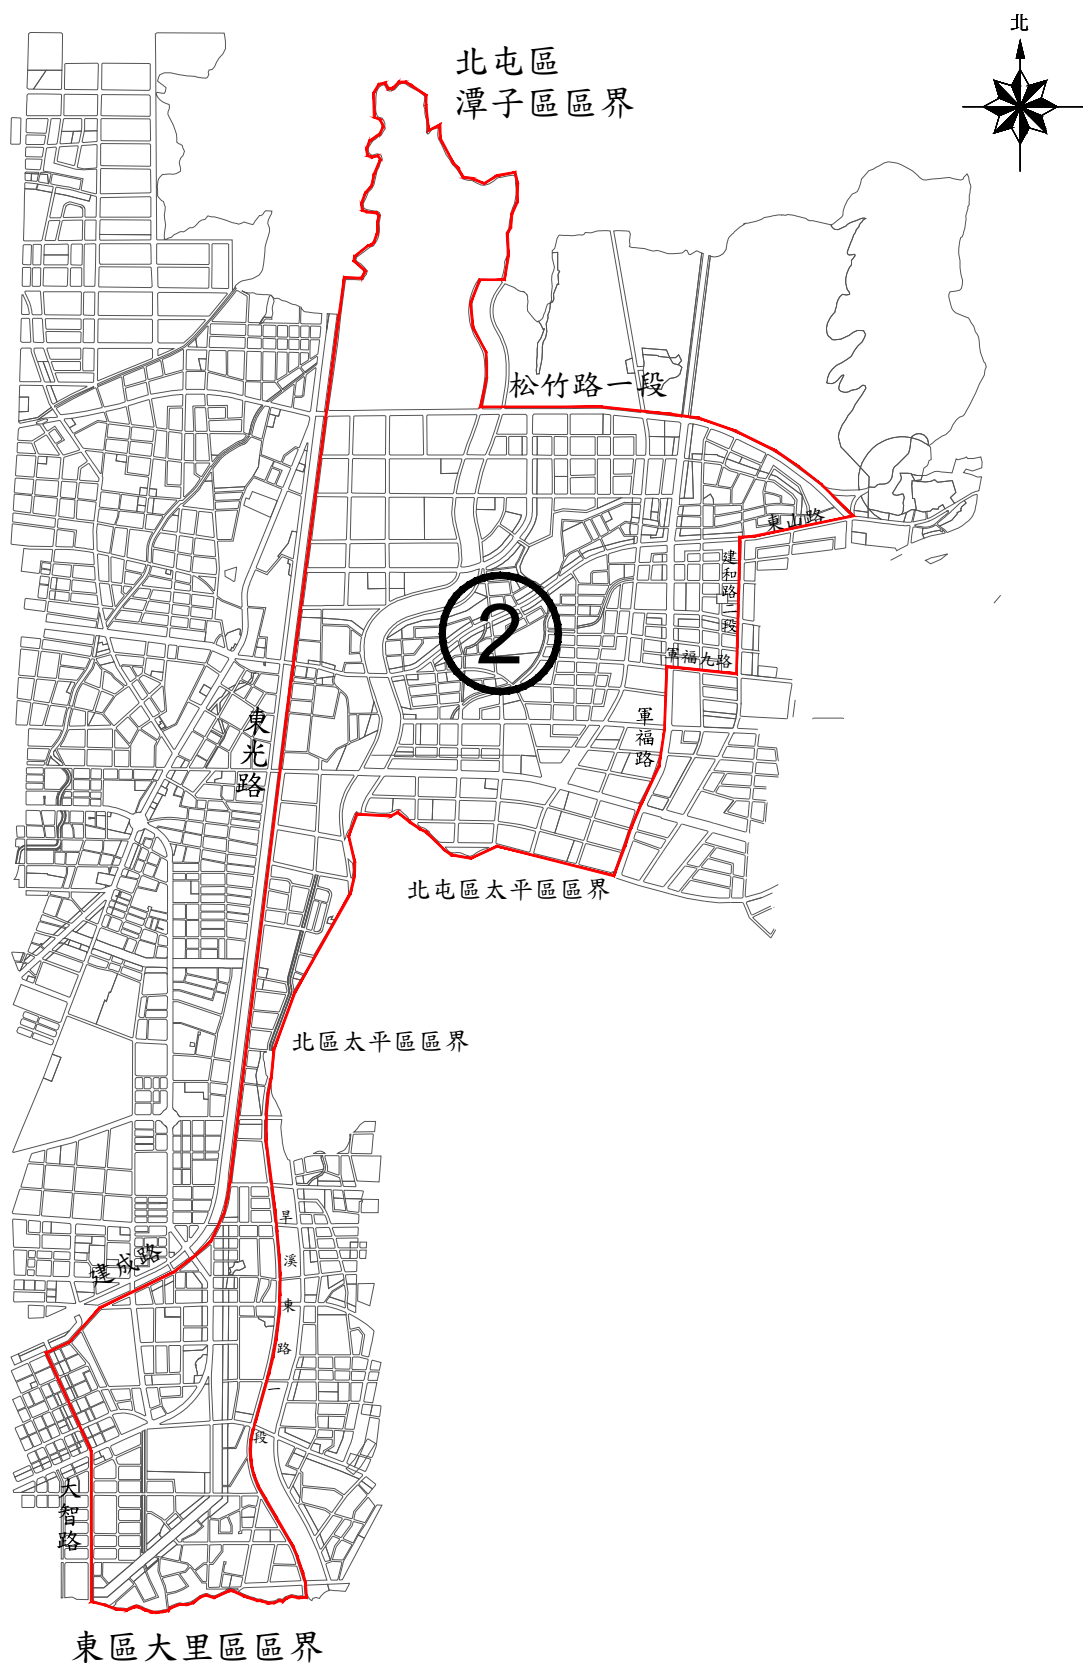 北
北屯區
潭子區區界
松竹路一段
東山路
建和路二段
②
軍福九路
軍福路
東光路
北屯區太平區區界
北區太平區區界
旱溪東路一段
建成路
大智路
東區大里區區界